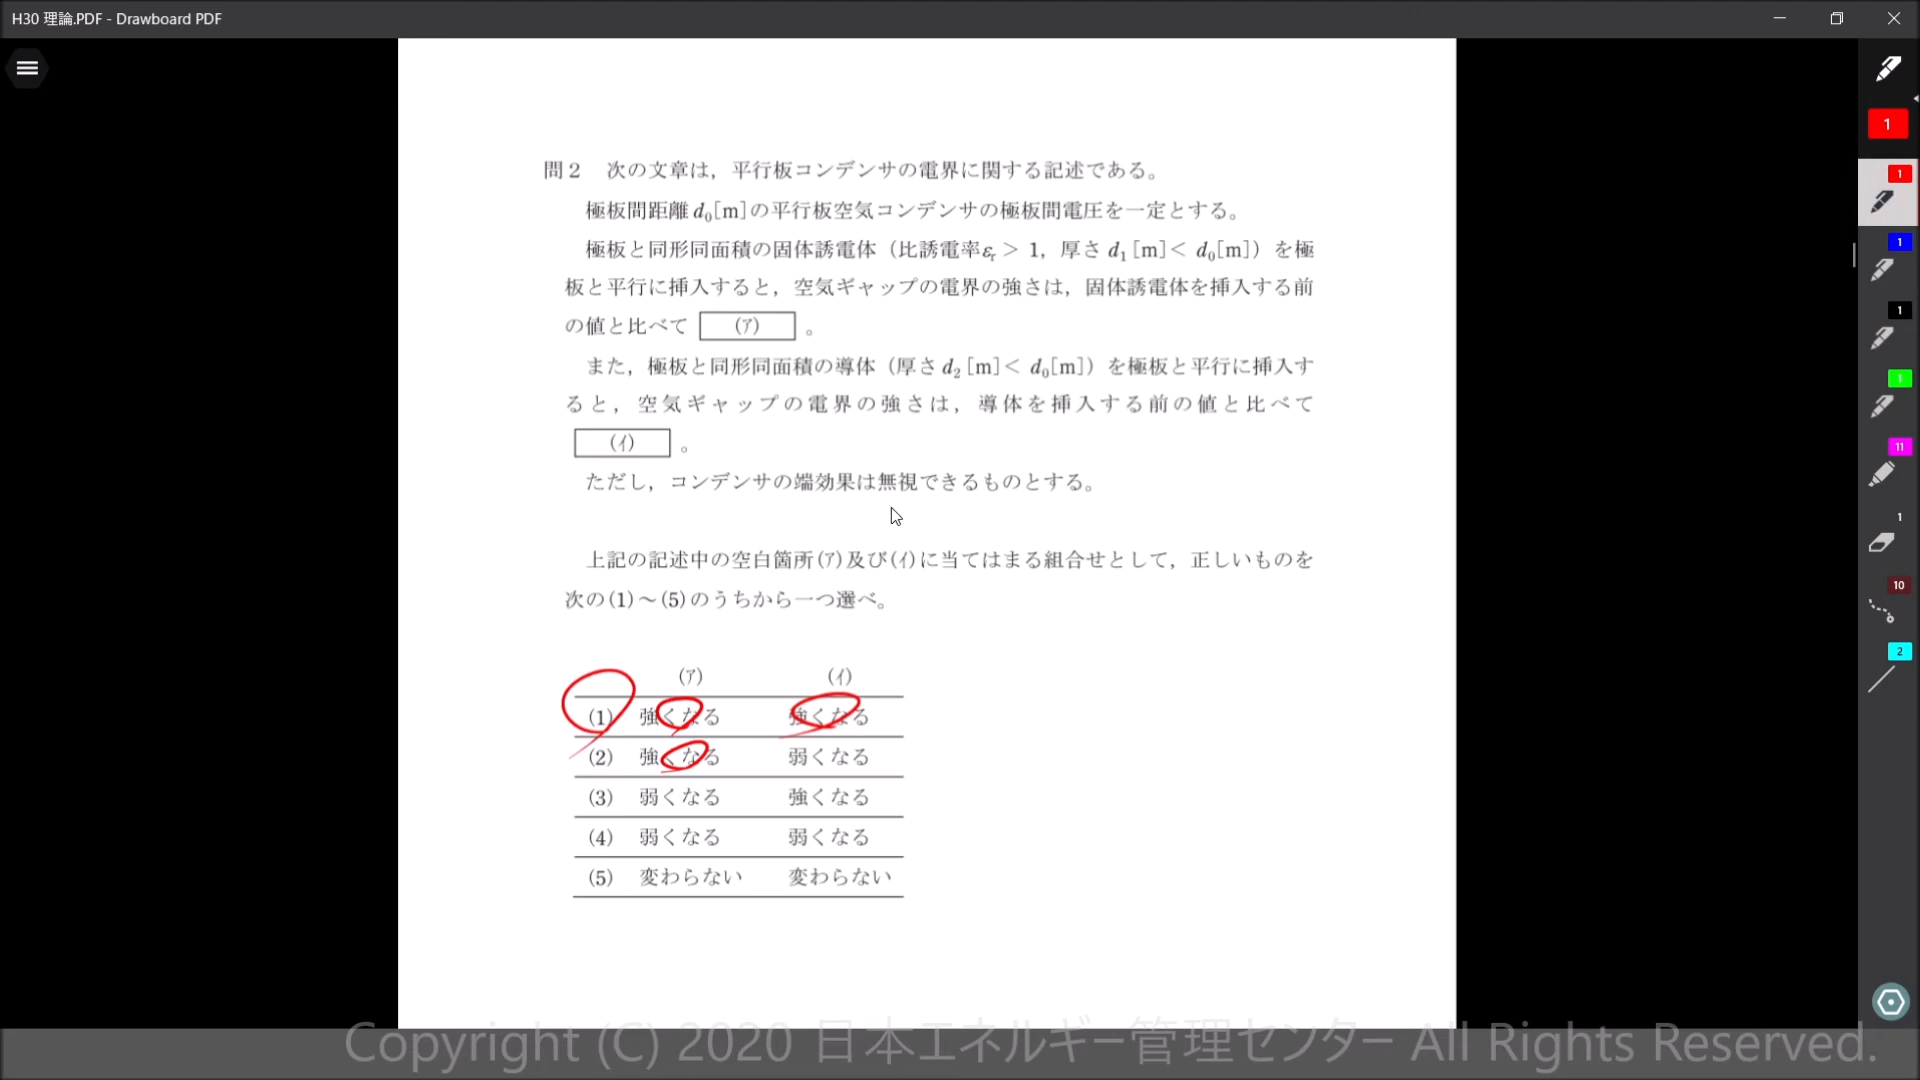 H30 理論.PDF - Drawboard PDF
問２　次の文章は，平行板コンデンサの電界に関する記述である。
極板間距離 d₀[m]の平行板空気コンデンサの極板間電圧を一定とする。
極板と同形同面積の固体誘電体（比誘電率εᵣ > 1，厚さ d₁ [m]< d₀[m]）を極
板と平行に挿入すると，空気ギャップの電界の強さは，固体誘電体を挿入する前
の値と比べて (ア) 。
また，極板と同形同面積の導体（厚さ d₂ [m]< d₀[m]）を極板と平行に挿入す
ると，空気ギャップの電界の強さは，導体を挿入する前の値と比べて
(イ) 。
ただし，コンデンサの端効果は無視できるものとする。
上記の記述中の空白箇所(ア)及び(イ)に当てはまる組合せとして，正しいものを
次の(1)～(5)のうちから一つ選べ。
(ア) (イ)
(1) 強くなる 強くなる
(2) 強くなる 弱くなる
(3) 弱くなる 強くなる
(4) 弱くなる 弱くなる
(5) 変わらない 変わらない
1
1
1
1
1
11
1
10
2
Copyright (C) 2020 日本エネルギー管理センター All Rights Reserved.